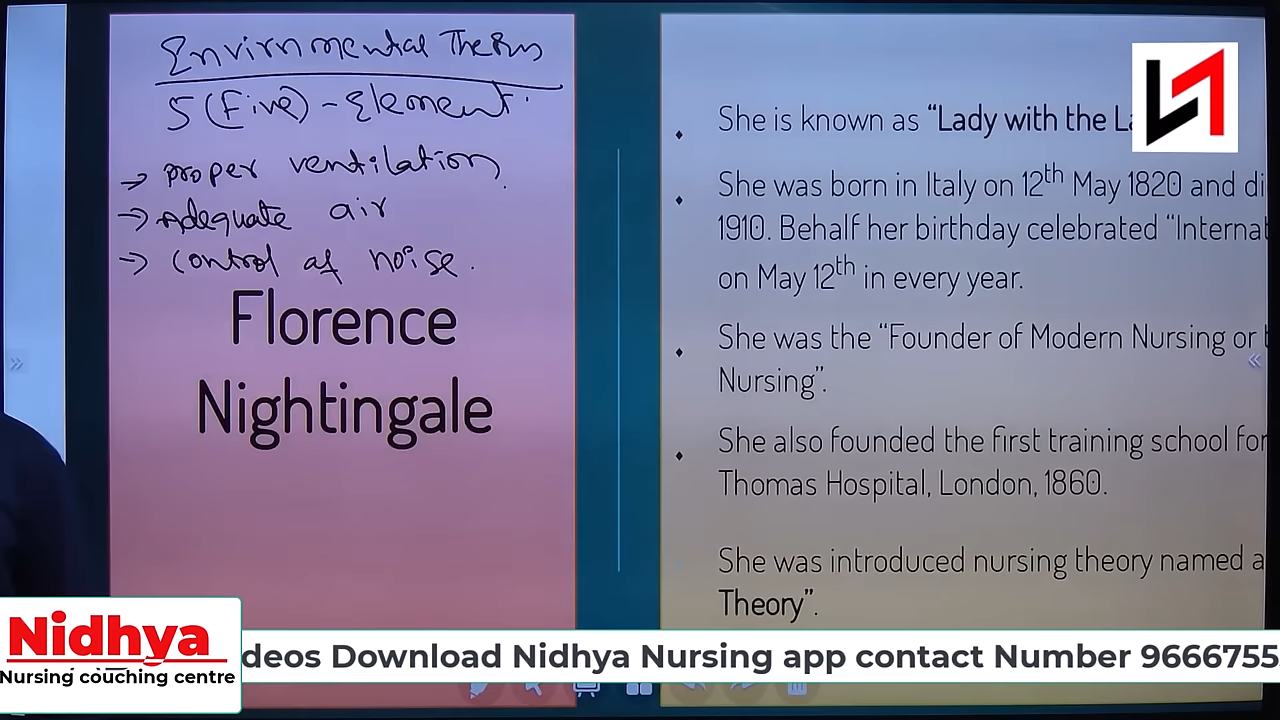 Envirnmental Theory
5 (Five) - Element
→ proper ventilation
→ Adequate air
→ control of noise.
Florence
Nightingale
She is known as “Lady with the La
She was born in Italy on 12th May 1820 and di
1910. Behalf her birthday celebrated “Internat
on May 12th in every year.
She was the “Founder of Modern Nursing or t
Nursing”.
She also founded the first training school for
Thomas Hospital, London, 1860.
She was introduced nursing theory named a
Theory”.
Nidhya
Nursing couching centre
deos Download Nidhya Nursing app contact Number 9666755